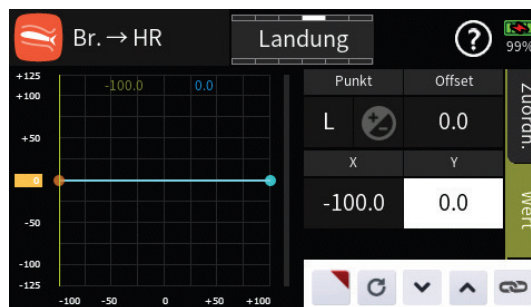 Br. → HR
Landung
?
99%
+125
+100
+50
0
-50
-100
-125
-100.0 0.0
-100 -50 0 +50 +100
Punkt Offset
L 0.0
X Y
-100.0 0.0
Zuordn.
Wert